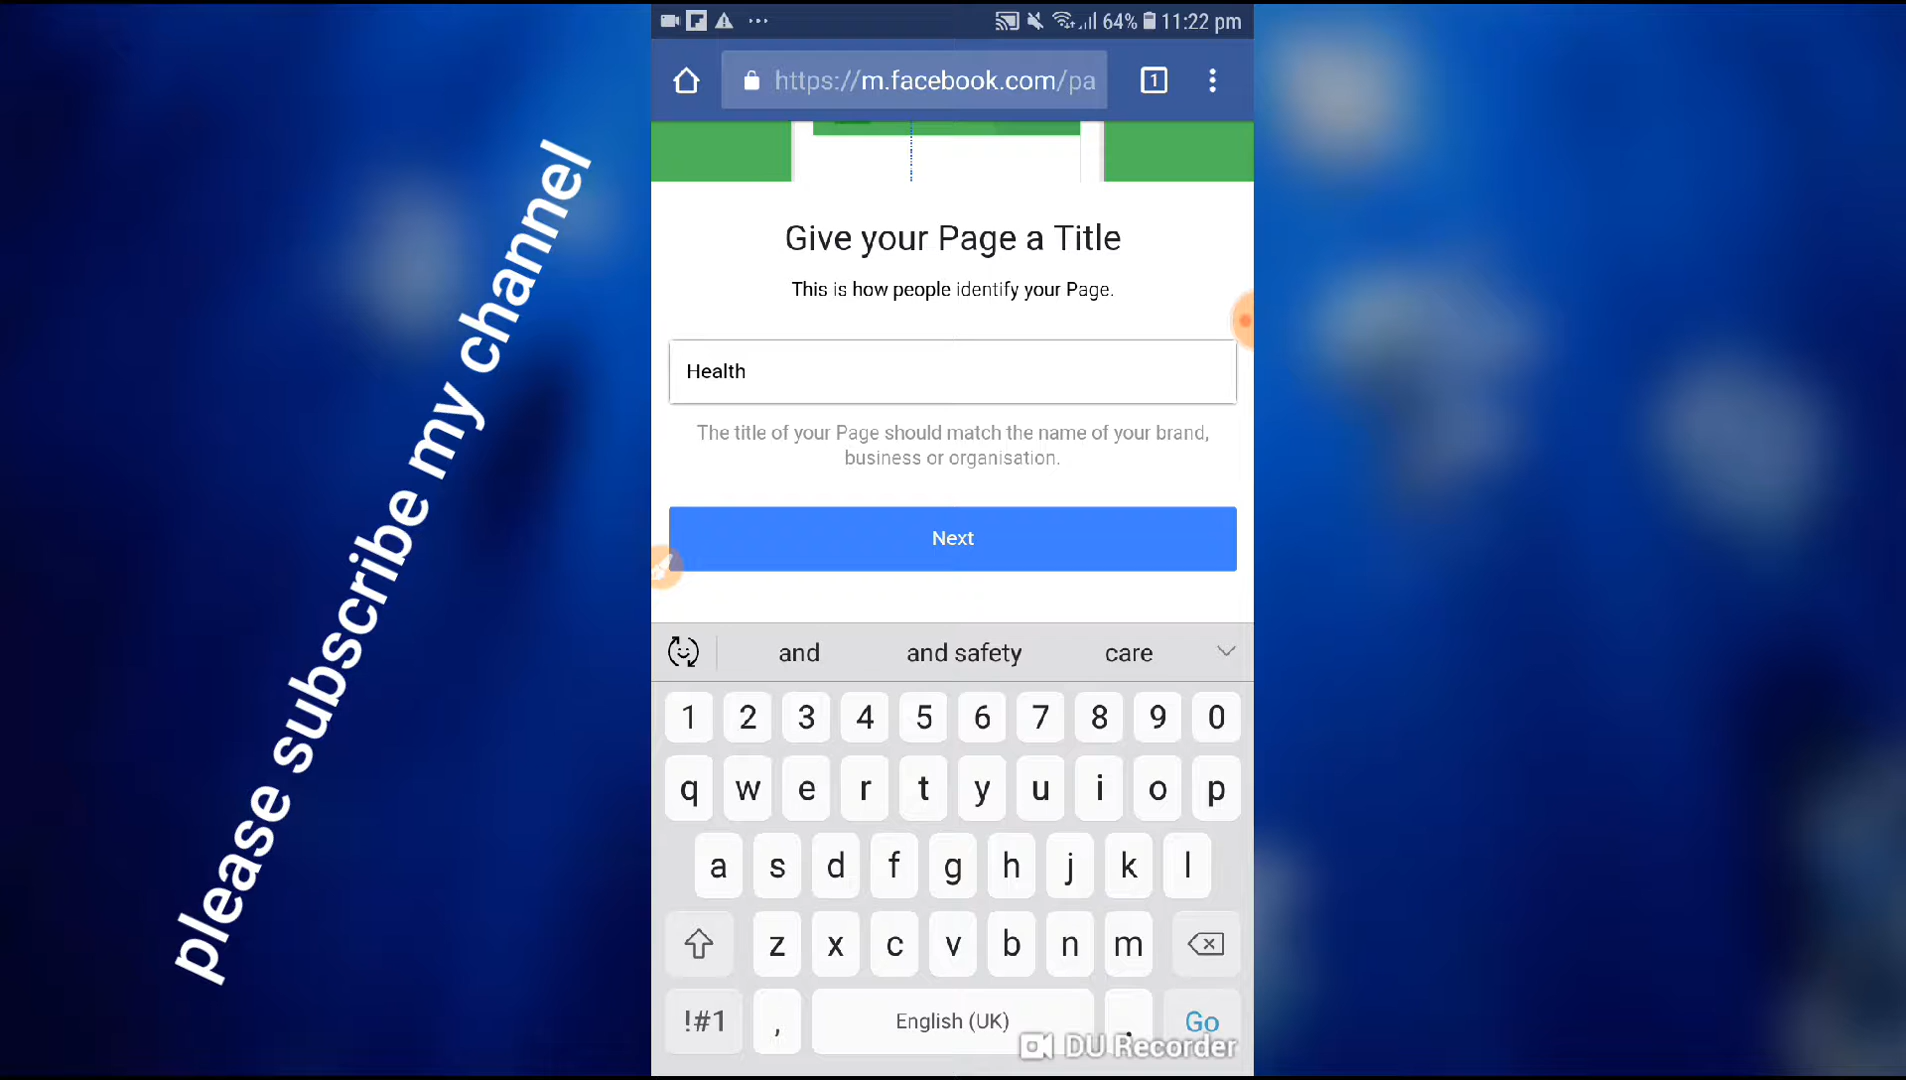 please subscribe my channel
64% 11:22 pm
https://m.facebook.com/pa
1
Give your Page a Title
This is how people identify your Page.
Health
The title of your Page should match the name of your brand,
business or organisation.
Next
and and safety care
1 2 3 4 5 6 7 8 9 0
q w e r t y u i o p
a s d f g h j k l
z x c v b n m
!#1 , English (UK) . Go
DU Recorder